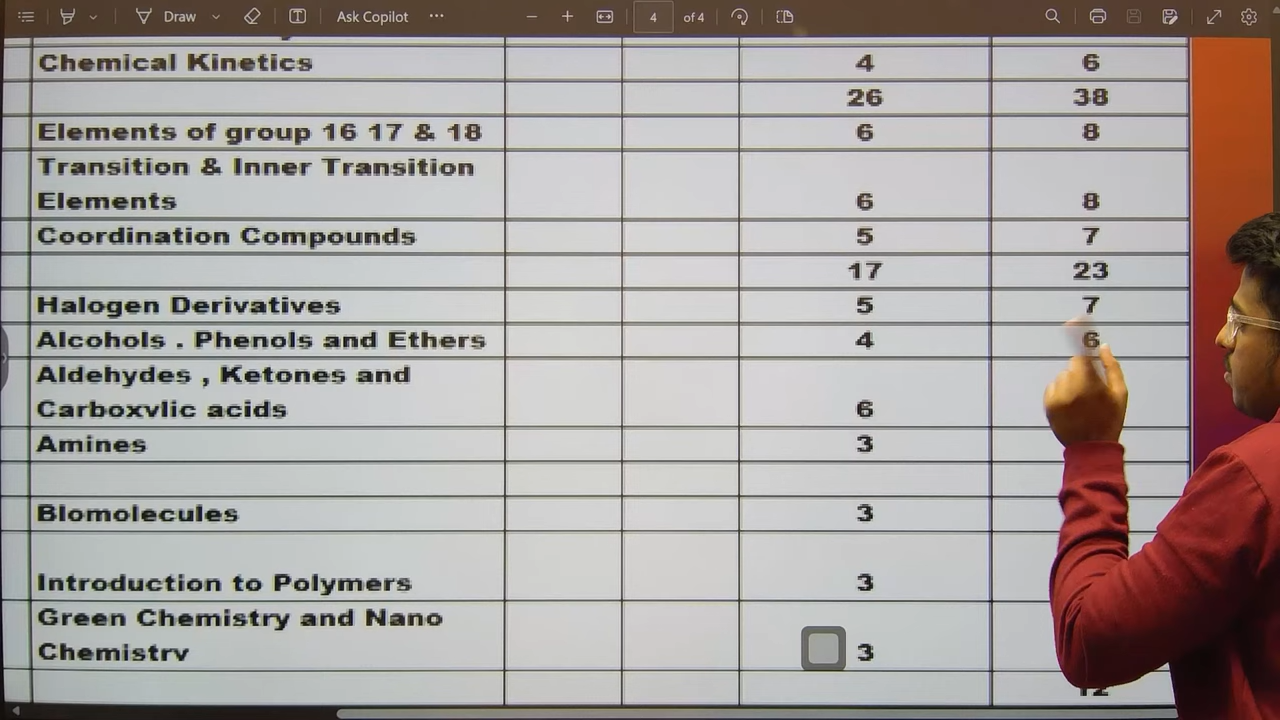 Draw Ask Copilot 4 of 4
Chemical Kinetics 4 6
26 38
Elements of group 16 17 & 18 6 8
Transition & Inner Transition
Elements 6 8
Coordination Compounds 5 7
17 23
Halogen Derivatives 5 7
Alcohols . Phenols and Ethers 4 6
Aldehydes , Ketones and
Carboxvlic acids 6
Amines 3
Biomolecules 3
Introduction to Polymers 3
Green Chemistry and Nano
Chemistrv 3
12